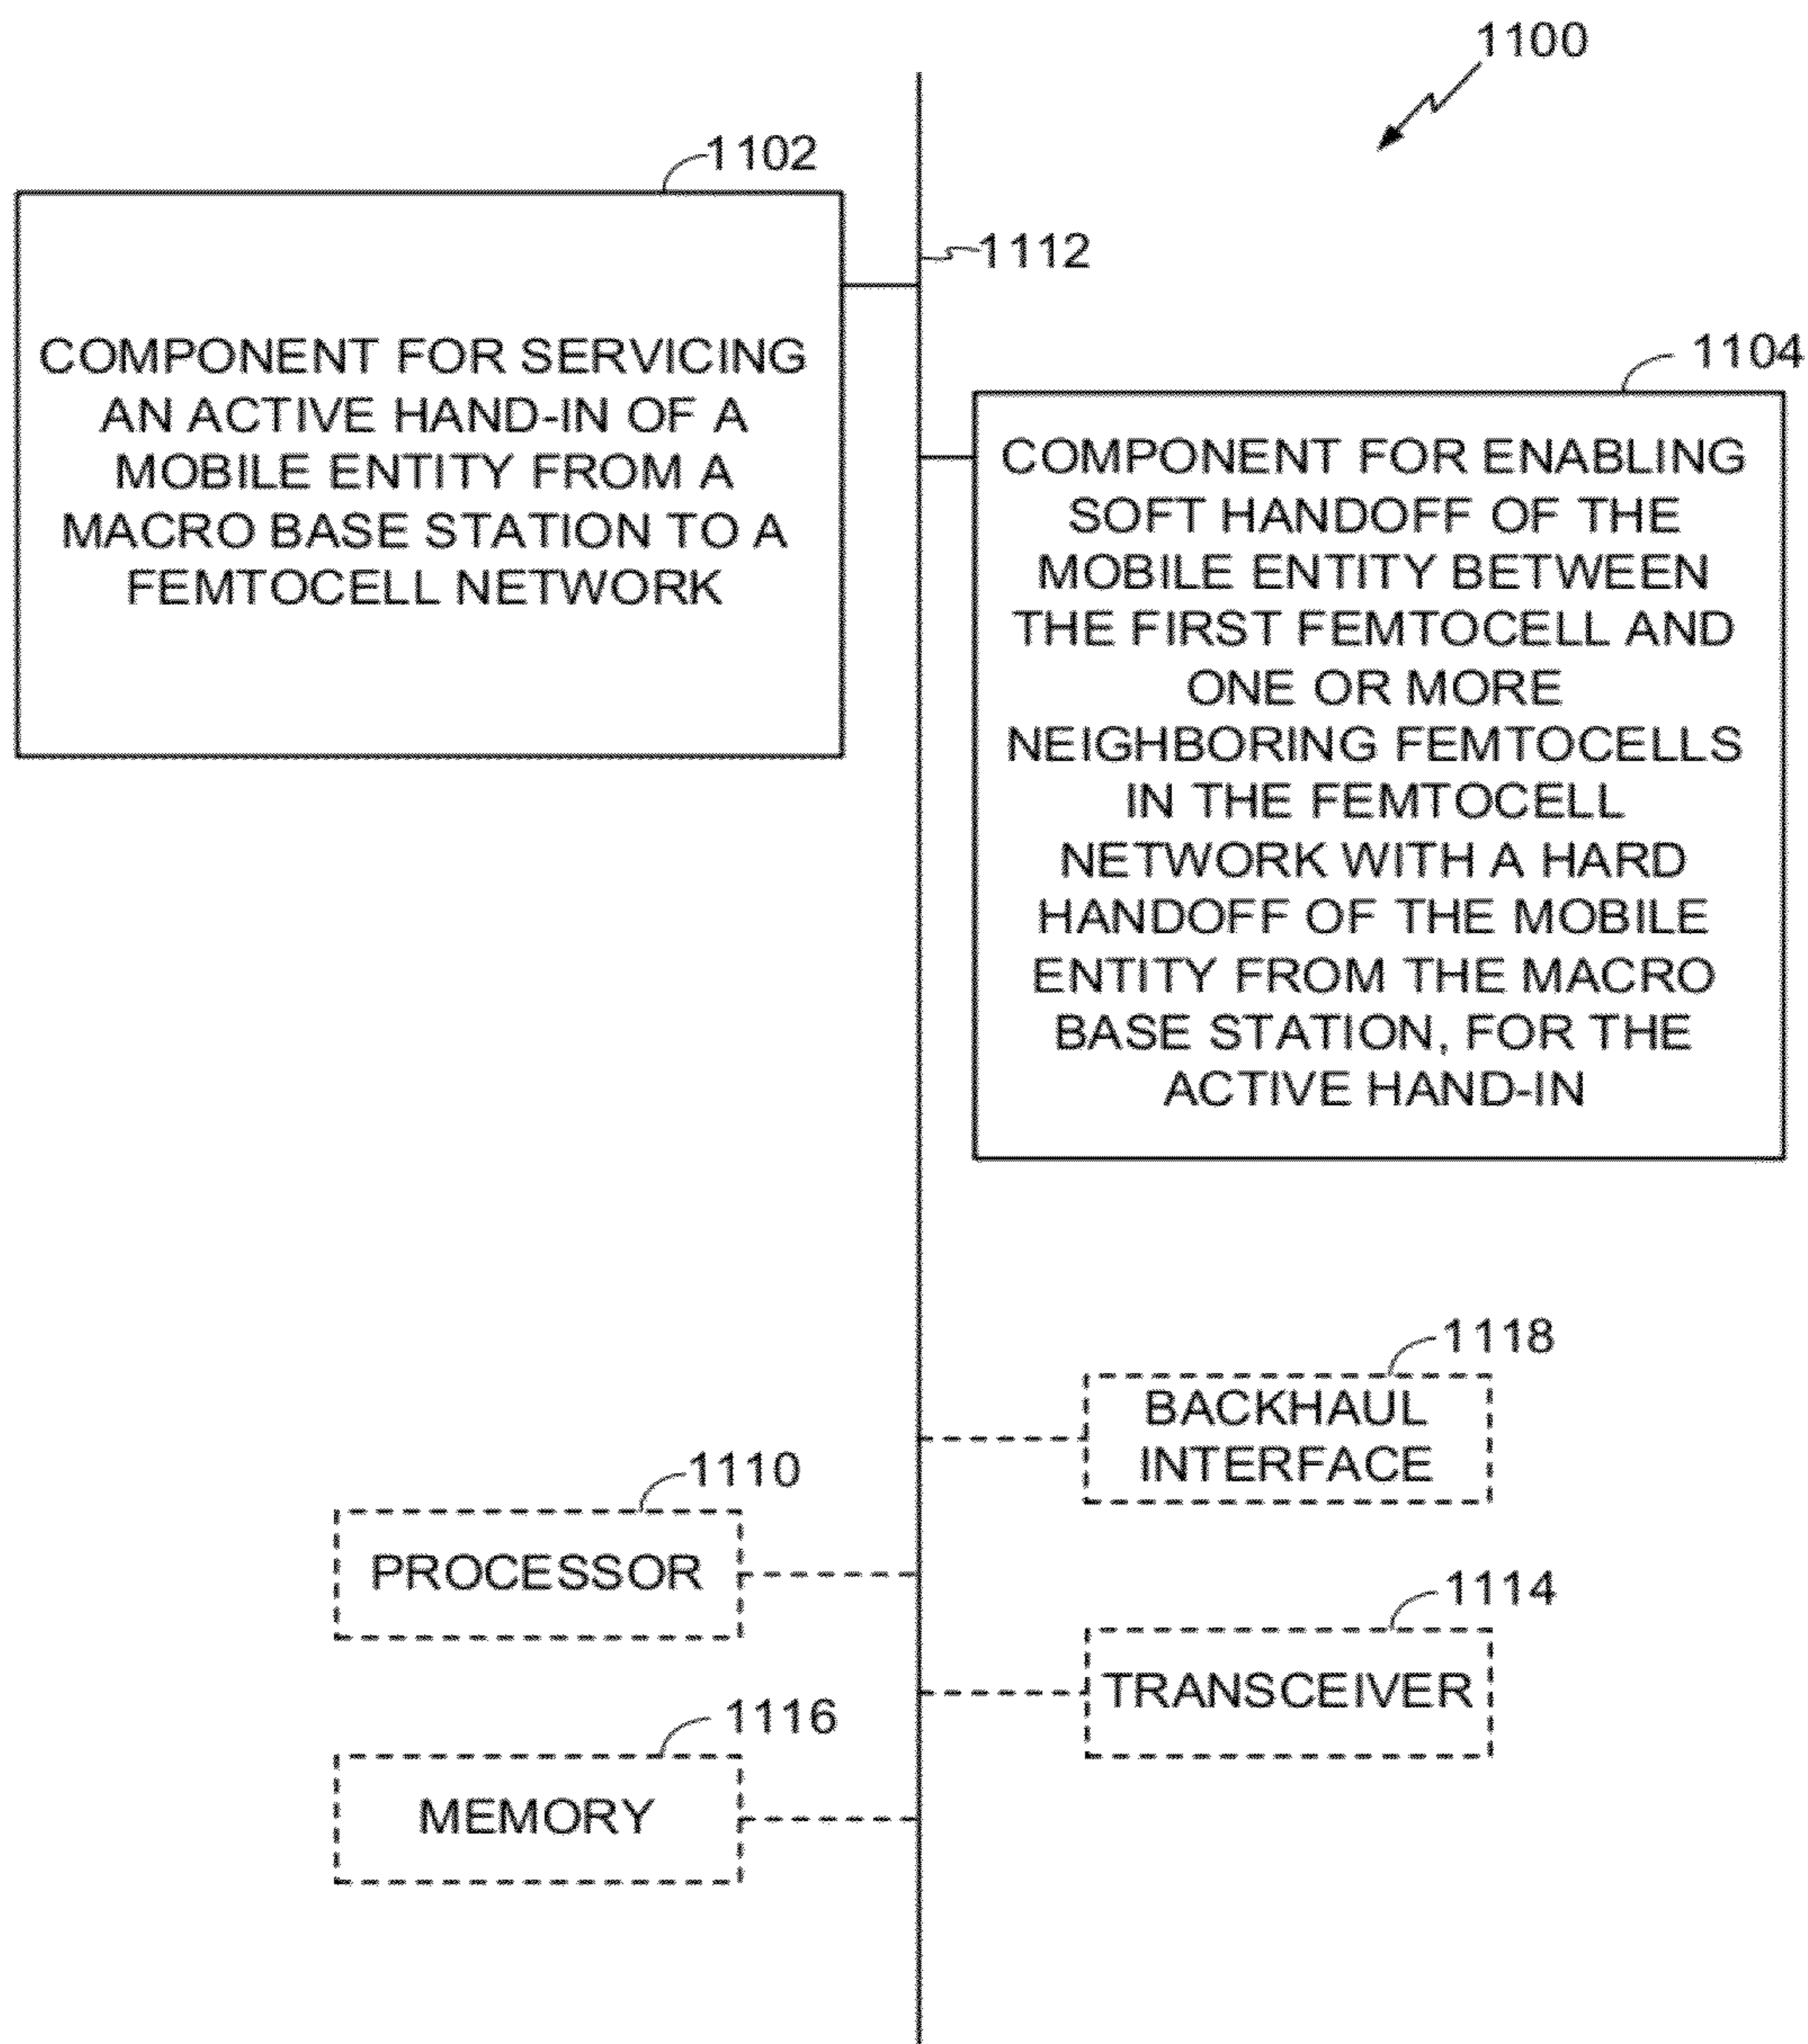 1100
1102
1112
COMPONENT FOR SERVICING
AN ACTIVE HAND-IN OF A
MOBILE ENTITY FROM A
MACRO BASE STATION TO A
FEMTOCELL NETWORK
1104
COMPONENT FOR ENABLING
SOFT HANDOFF OF THE
MOBILE ENTITY BETWEEN
THE FIRST FEMTOCELL AND
ONE OR MORE
NEIGHBORING FEMTOCELLS
IN THE FEMTOCELL
NETWORK WITH A HARD
HANDOFF OF THE MOBILE
ENTITY FROM THE MACRO
BASE STATION, FOR THE
ACTIVE HAND-IN
1118
BACKHAUL
INTERFACE
1110
PROCESSOR
1114
TRANSCEIVER
1116
MEMORY